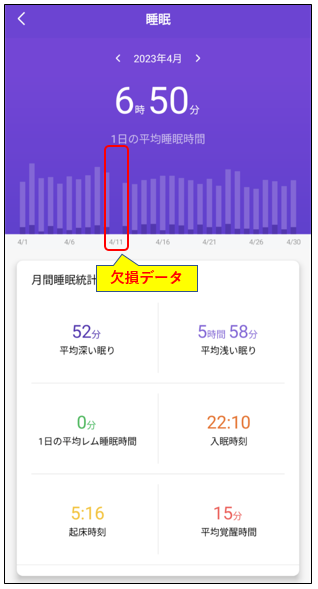 睡眠
2023年4月
6時50分
1日の平均睡眠時間
4/1 4/6 4/11 4/16 4/21 4/26 4/30
欠損データ
月間睡眠統計
52分 5時間 58分
平均深い眠り 平均浅い眠り
0分 22:10
1日の平均レム睡眠時間 入眠時刻
5:16 15分
起床時刻 平均覚醒時間